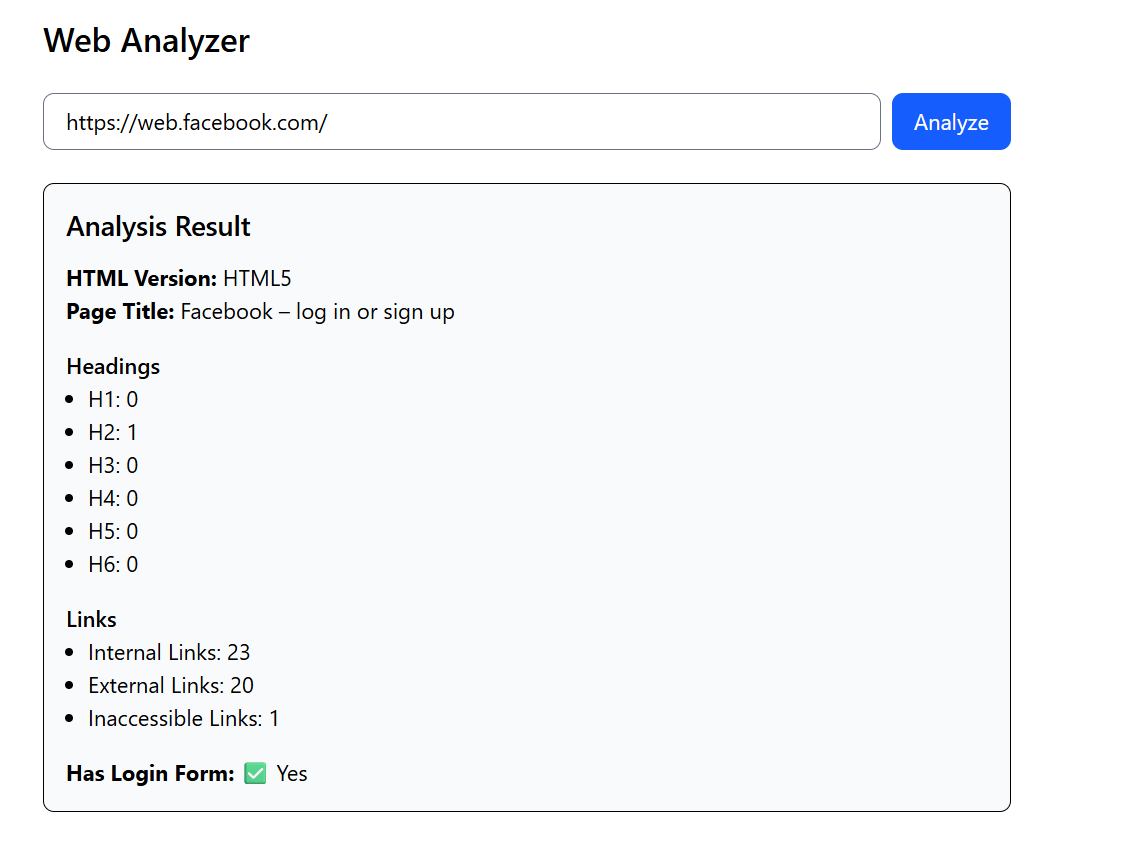 Web Analyzer
https://web.facebook.com/
Analyze
Analysis Result
HTML Version: HTML5
Page Title: Facebook – log in or sign up
Headings
H1: 0
H2: 1
H3: 0
H4: 0
H5: 0
H6: 0
Links
Internal Links: 23
External Links: 20
Inaccessible Links: 1
Has Login Form: ✅ Yes